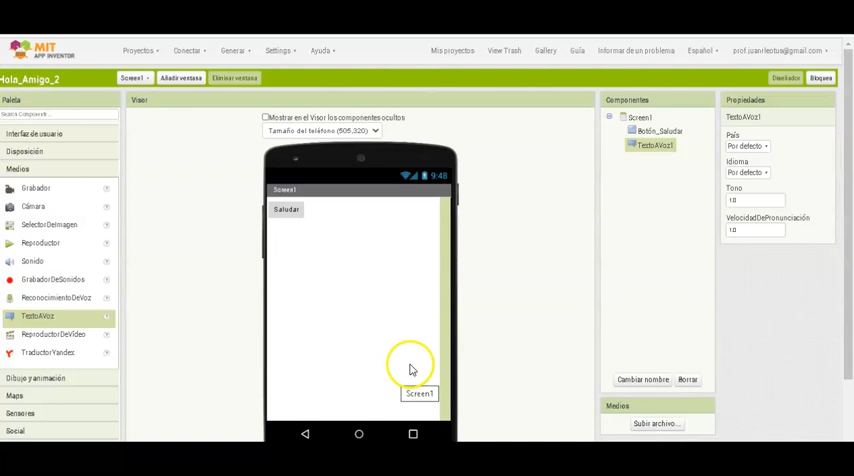 MIT
APP INVENTOR
Proyectos
Conectar
Generar
Settings
Ayuda
Mis proyectos
View Trash
Gallery
Guía
Informar de un problema
Español
prof.juanrleotus@gmail.com
Hola_Amigo_2
Screen1
Añadir ventana
Eliminar ventana
Diseñador
Bloques
Paleta
Search Components...
Interfaz de usuario
Disposición
Medios
Grabador
Cámara
SelectorDeImagen
Reproductor
Sonido
GrabadorDeSonidos
ReconocimientoDeVoz
TextoAVoz
ReproductorDeVídeo
TraductorYandex
Dibujo y animación
Maps
Sensores
Social
Visor
Mostrar en el Visor los componentes ocultos
Tamaño del teléfono (505,320)
9:48
Screen1
Saludar
Screen1
Componentes
Screen1
Botón_Saludar
TextoAVoz1
Cambiar nombre
Borrar
Medios
Subir archivo...
Propiedades
TextoAVoz1
País
Por defecto
Idioma
Por defecto
Tono
1.0
VelocidadDePronunciación
1.0